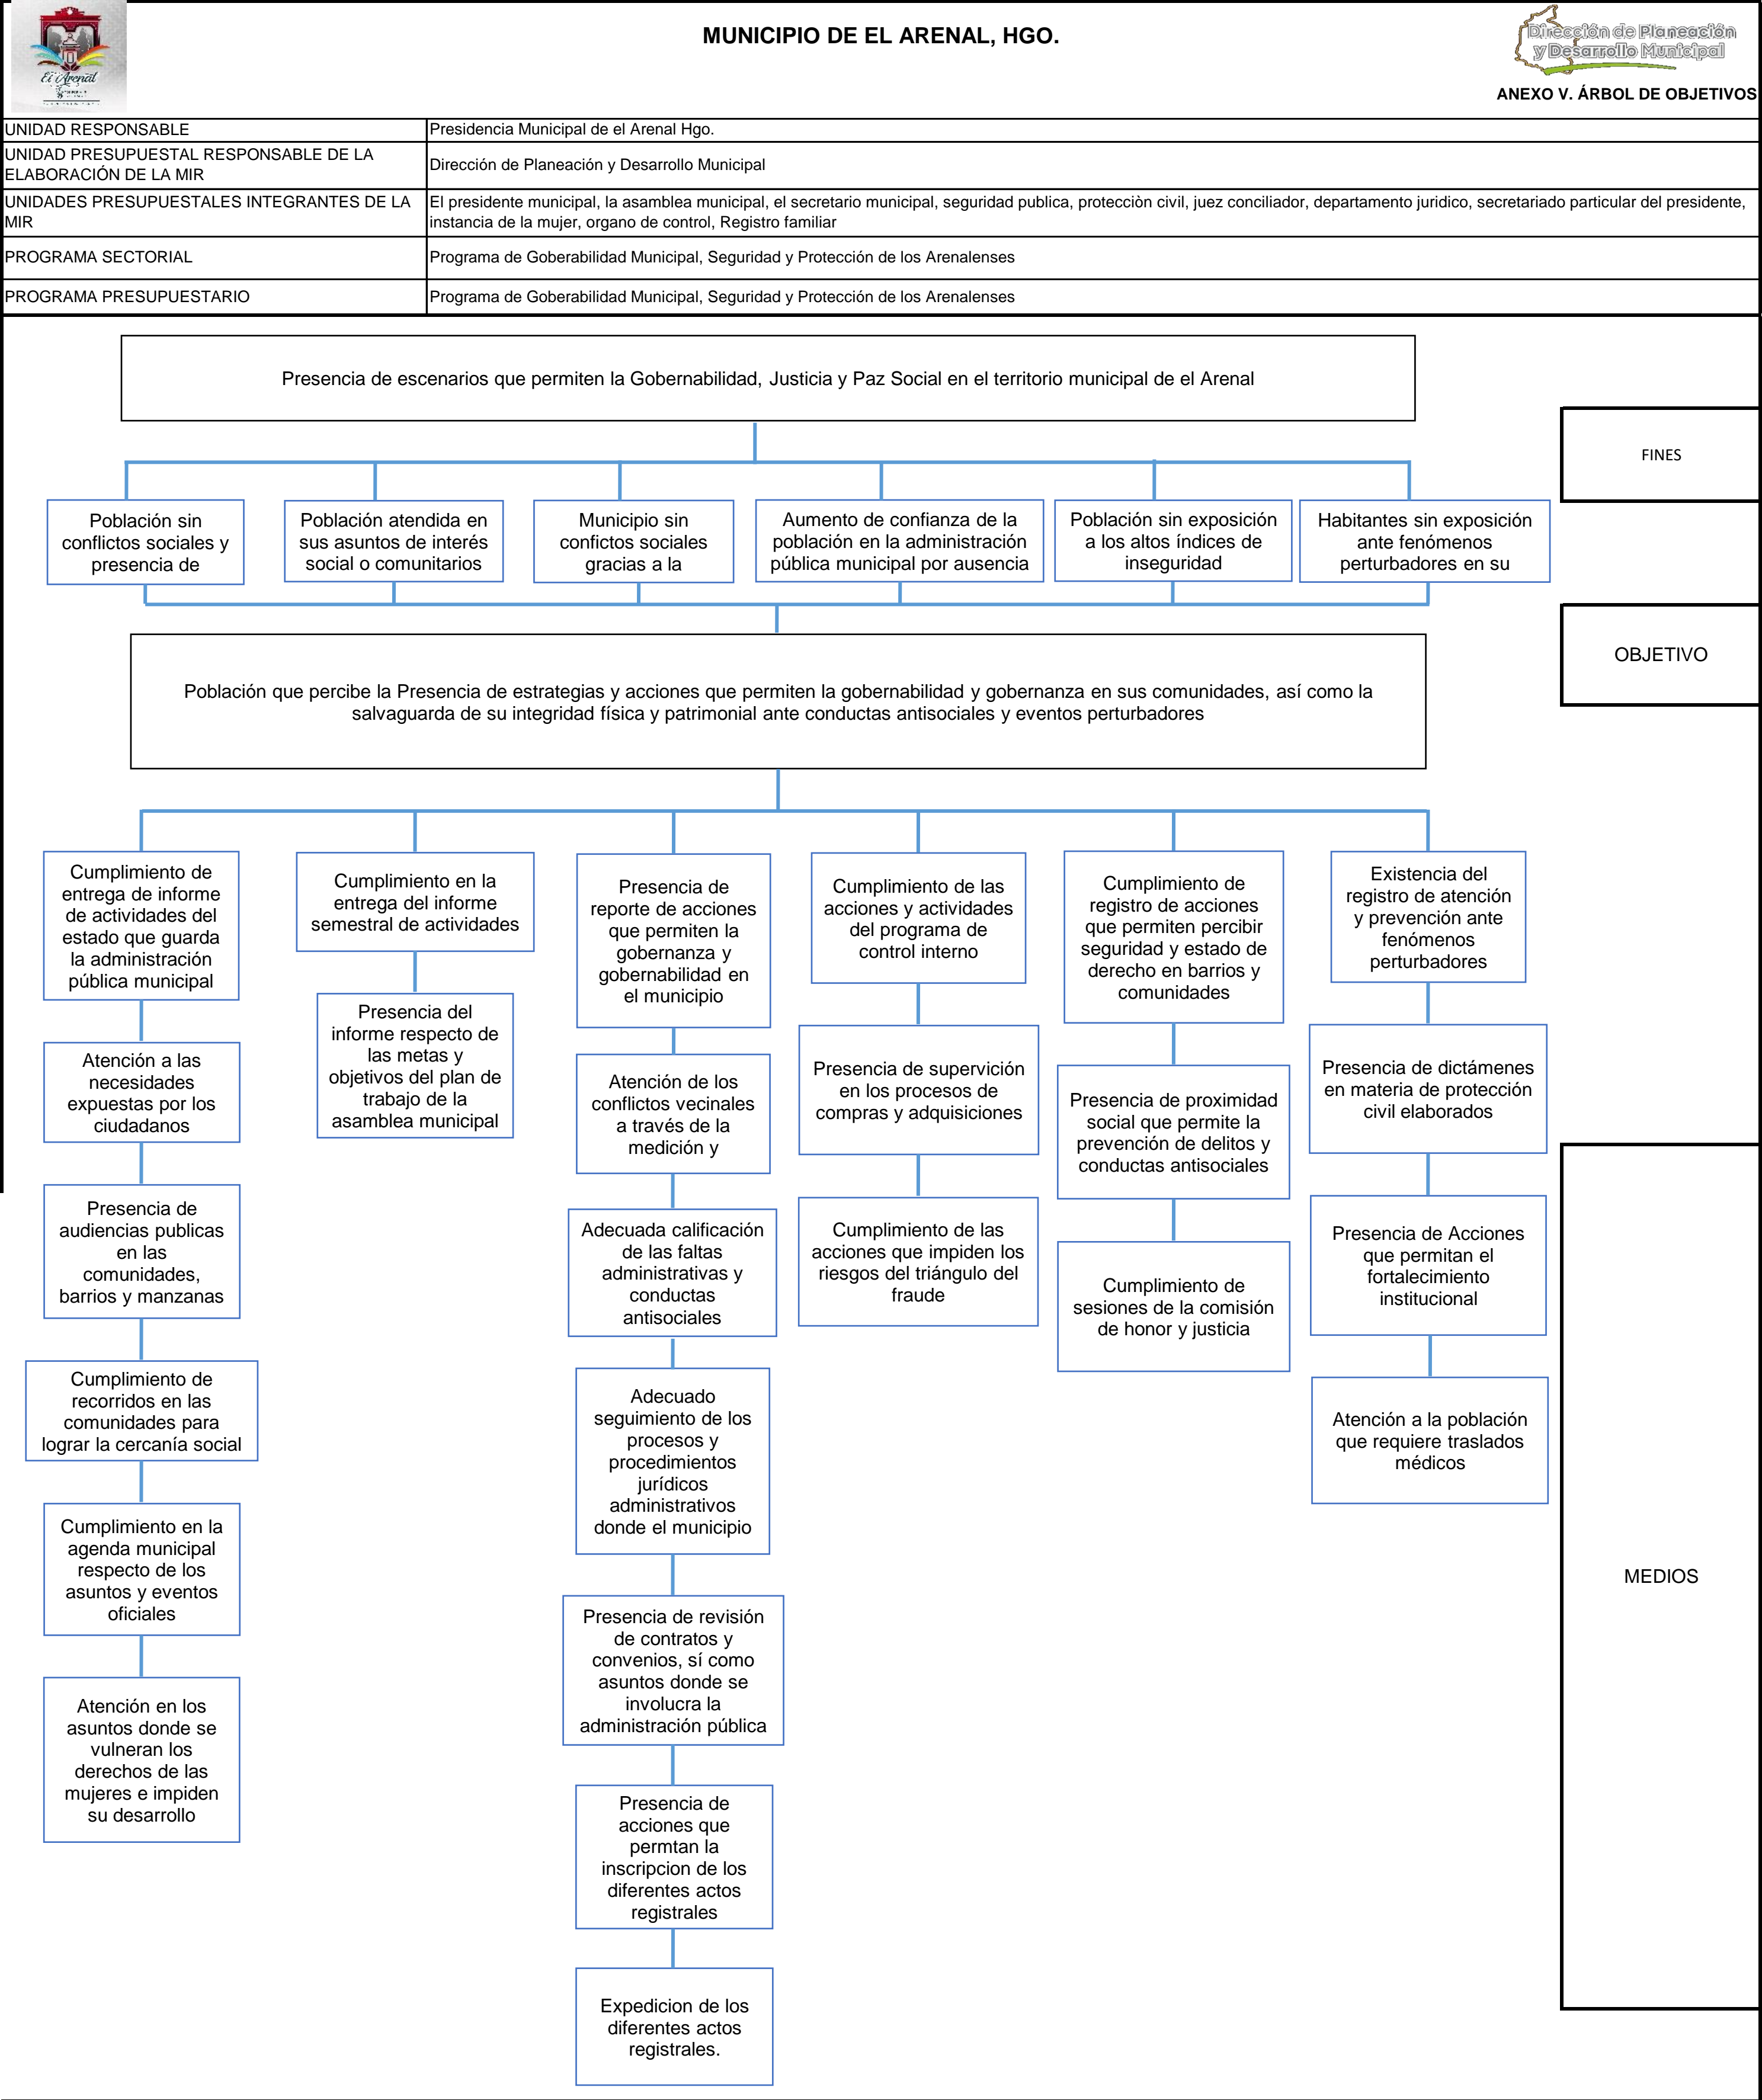 MUNICIPIO DE EL ARENAL, HGO.
El Arenal
Dirección de Planeación
y Desarrollo Municipal
ANEXO V. ÁRBOL DE OBJETIVOS
UNIDAD RESPONSABLE
Presidencia Municipal de el Arenal Hgo.
UNIDAD PRESUPUESTAL RESPONSABLE DE LA
ELABORACIÓN DE LA MIR
Dirección de Planeación y Desarrollo Municipal
UNIDADES PRESUPUESTALES INTEGRANTES DE LA
MIR
El presidente municipal, la asamblea municipal, el secretario municipal, seguridad publica, protecciòn civil, juez conciliador, departamento juridico, secretariado particular del presidente,
instancia de la mujer, organo de control, Registro familiar
PROGRAMA SECTORIAL
Programa de Goberabilidad Municipal, Seguridad y Protección de los Arenalenses
PROGRAMA PRESUPUESTARIO
Programa de Goberabilidad Municipal, Seguridad y Protección de los Arenalenses
Presencia de escenarios que permiten la Gobernabilidad, Justicia y Paz Social en el territorio municipal de el Arenal
FINES
Población sin
conflictos sociales y
presencia de
Población atendida en
sus asuntos de interés
social o comunitarios
Municipio sin
confictos sociales
gracias a la
Aumento de confianza de la
población en la administración
pública municipal por ausencia
Población sin exposición
a los altos índices de
inseguridad
Habitantes sin exposición
ante fenómenos
perturbadores en su
OBJETIVO
Población que percibe la Presencia de estrategias y acciones que permiten la gobernabilidad y gobernanza en sus comunidades, así como la
salvaguarda de su integridad física y patrimonial ante conductas antisociales y eventos perturbadores
Cumplimiento de
entrega de informe
de actividades del
estado que guarda
la administración
pública municipal
Atención a las
necesidades
expuestas por los
ciudadanos
Presencia de
audiencias publicas
en las
comunidades,
barrios y manzanas
Cumplimiento de
recorridos en las
comunidades para
lograr la cercanía social
Cumplimiento en la
agenda municipal
respecto de los
asuntos y eventos
oficiales
Atención en los
asuntos donde se
vulneran los
derechos de las
mujeres e impiden
su desarrollo
Cumplimiento en la
entrega del informe
semestral de actividades
Presencia del
informe respecto de
las metas y
objetivos del plan de
trabajo de la
asamblea municipal
Presencia de
reporte de acciones
que permiten la
gobernanza y
gobernabilidad en
el municipio
Atención de los
conflictos vecinales
a través de la
medición y
Adecuada calificación
de las faltas
administrativas y
conductas
antisociales
Adecuado
seguimiento de los
procesos y
procedimientos
jurídicos
administrativos
donde el municipio
Presencia de revisión
de contratos y
convenios, sí como
asuntos donde se
involucra la
administración pública
Presencia de
acciones que
permtan la
inscripcion de los
diferentes actos
registrales
Expedicion de los
diferentes actos
registrales.
Cumplimiento de las
acciones y actividades
del programa de
control interno
Presencia de supervición
en los procesos de
compras y adquisiciones
Cumplimiento de las
acciones que impiden los
riesgos del triángulo del
fraude
Cumplimiento de
registro de acciones
que permiten percibir
seguridad y estado de
derecho en barrios y
comunidades
Presencia de proximidad
social que permite la
prevención de delitos y
conductas antisociales
Cumplimiento de
sesiones de la comisión
de honor y justicia
Existencia del
registro de atención
y prevención ante
fenómenos
perturbadores
Presencia de dictámenes
en materia de protección
civil elaborados
Presencia de Acciones
que permitan el
fortalecimiento
institucional
Atención a la población
que requiere traslados
médicos
MEDIOS